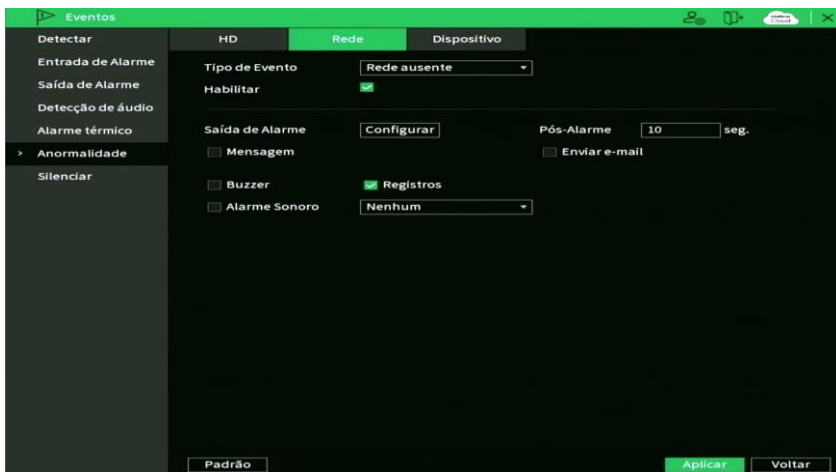 Eventos
intelbras
Cloud
Detectar
Entrada de Alarme
Saída de Alarme
Detecção de áudio
Alarme térmico
> Anormalidade
Silenciar
HD Rede Dispositivo
Tipo de Evento Rede ausente
Habilitar
Saída de Alarme Configurar Pós-Alarme 10 seg.
Mensagem Enviar e-mail
Buzzer Registros
Alarme Sonoro Nenhum
Padrão Aplicar Voltar